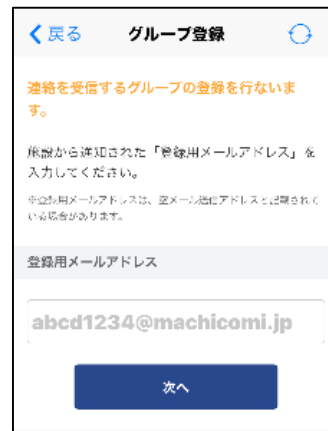 戻る グループ登録
連絡を受信するグループの登録を行ないま
す。
施設から通知された「登録用メールアドレス」を
入力してください。
※登録用メールアドレスは、空メール送信アドレスと記載されて
いる場合があります。
登録用メールアドレス
abcd1234@machicomi.jp
次へ